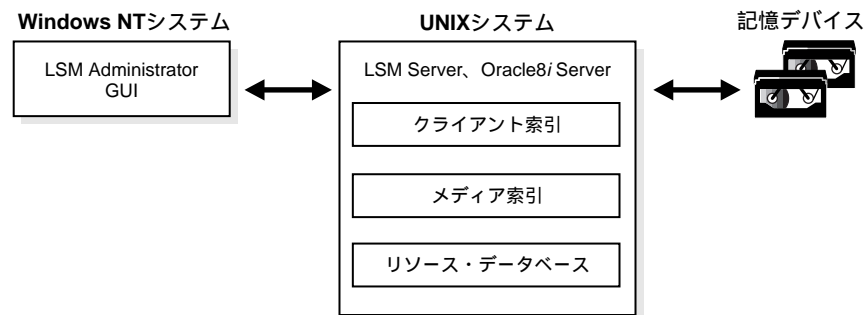 Windows NTシステム
LSM Administrator
GUI
UNIXシステム
LSM Server、Oracle8i Server
クライアント索引
メディア索引
リソース・データベース
記憶デバイス